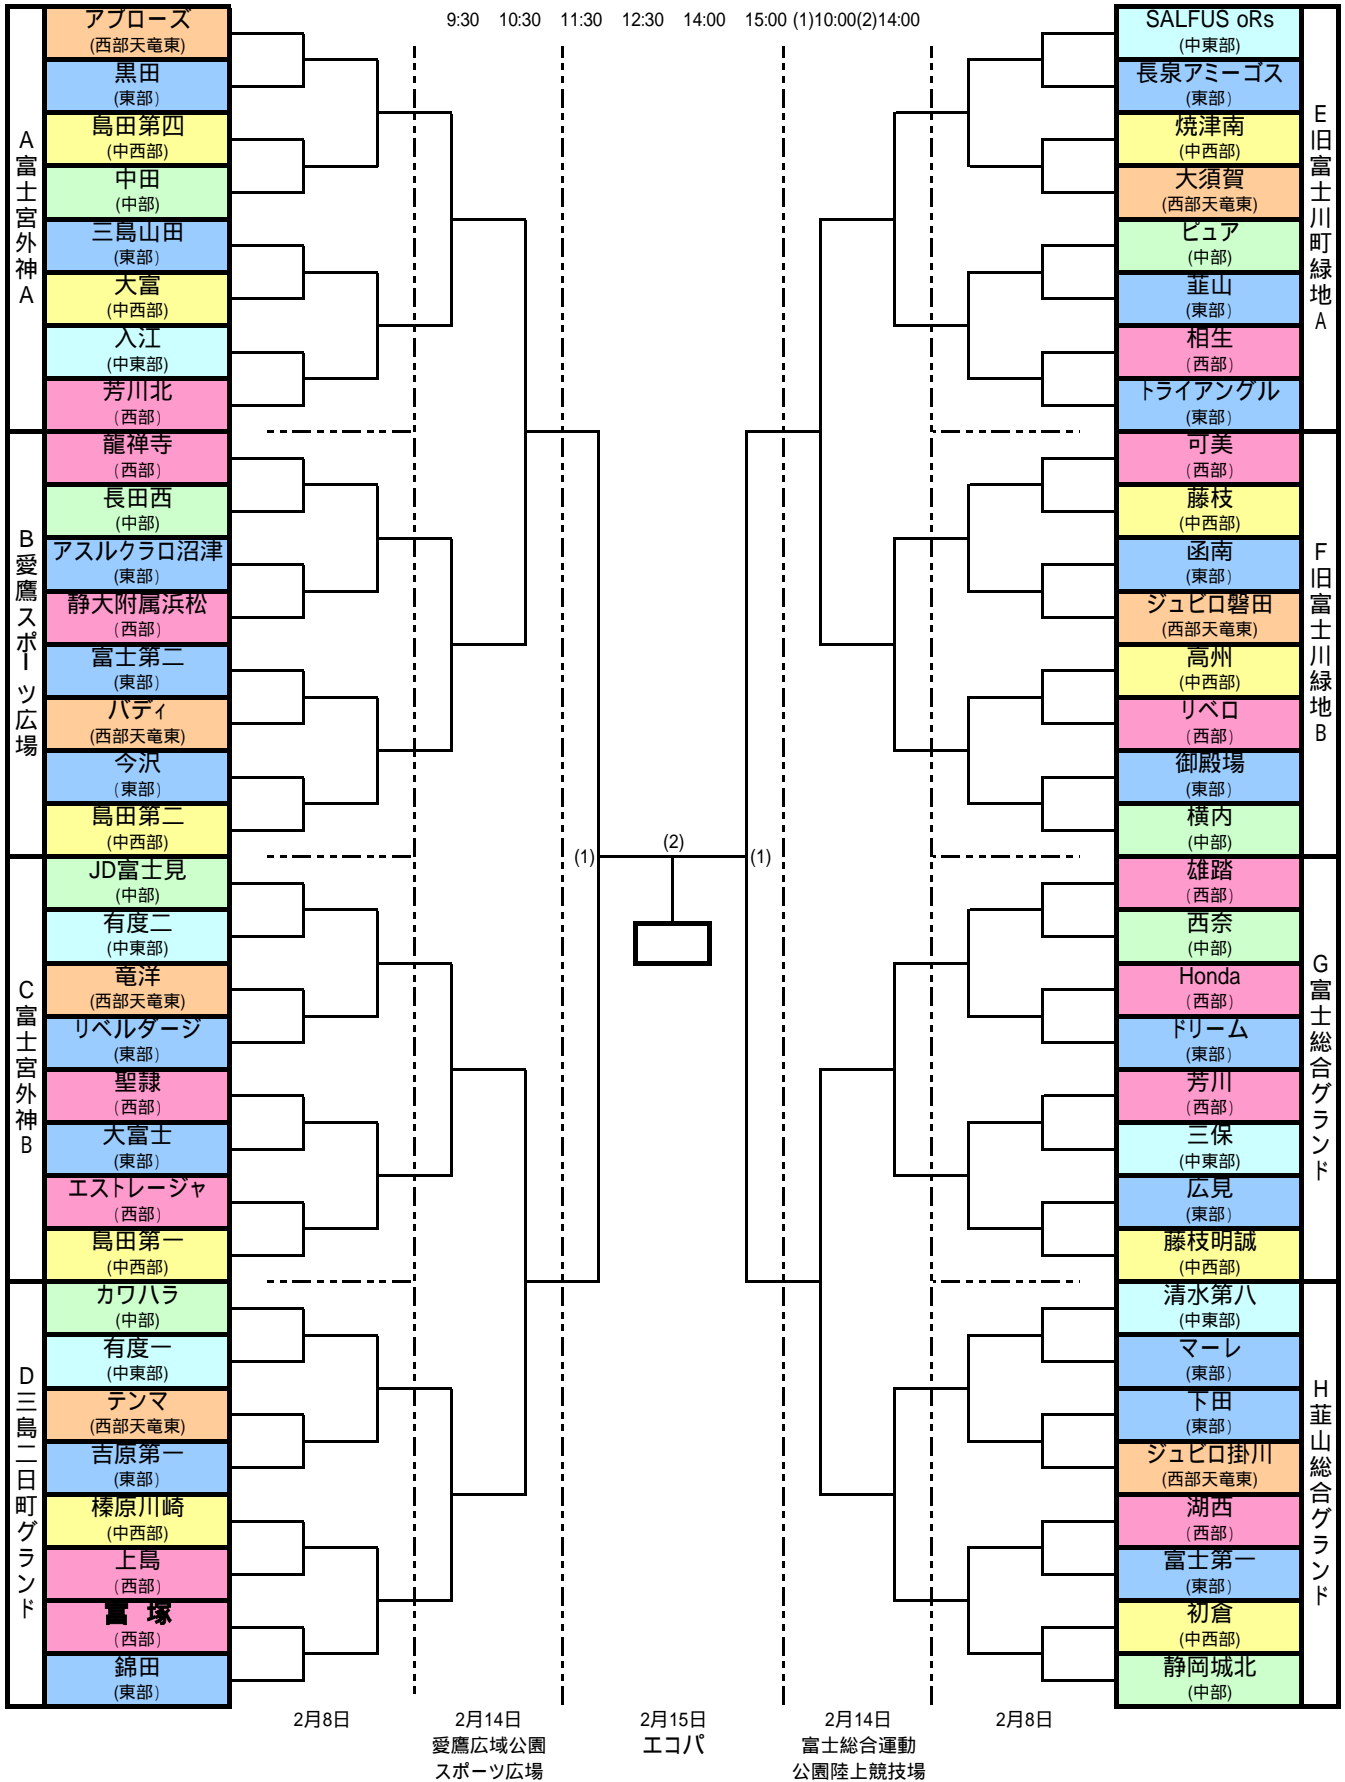 9:30 10:30 11:30 12:30 14:00 15:00 (1)10:00(2)14:00
A富士宮外神A
アプローズ
(西部天竜東)
黒田
(東部)
島田第四
(中西部)
中田
(中部)
三島山田
(東部)
大富
(中西部)
入江
(中東部)
芳川北
(西部)
B愛鷹スポーツ広場
龍禅寺
(西部)
長田西
(中部)
アスルクラロ沼津
(東部)
静大附属浜松
(西部)
富士第二
(東部)
バディ
(西部天竜東)
今沢
(東部)
島田第二
(中西部)
C富士宮外神B
JD富士見
(中部)
有度二
(中東部)
竜洋
(西部天竜東)
リベルダージ
(東部)
聖隷
(西部)
大富士
(東部)
エストレージャ
(西部)
島田第一
(中西部)
D三島二日町グランド
カワハラ
(中部)
有度一
(中東部)
テンマ
(西部天竜東)
吉原第一
(東部)
榛原川崎
(中西部)
上島
(西部)
富 塚
(西部)
錦田
(東部)
(1)
(2)
(1)
SALFUS oRs
(中東部)
長泉アミーゴス
(東部)
焼津南
(中西部)
大須賀
(西部天竜東)
ピュア
(中部)
韮山
(東部)
相生
(西部)
トライアングル
(東部)
E旧富士川町緑地A
可美
(西部)
藤枝
(中西部)
函南
(東部)
ジュビロ磐田
(西部天竜東)
高州
(中西部)
リベロ
(西部)
御殿場
(東部)
横内
(中部)
F旧富士川緑地B
雄踏
(西部)
西奈
(中部)
Honda
(西部)
ドリーム
(東部)
芳川
(西部)
三保
(中東部)
広見
(東部)
藤枝明誠
(中西部)
G富士総合グランド
清水第八
(中東部)
マーレ
(東部)
下田
(東部)
ジュビロ掛川
(西部天竜東)
湖西
(西部)
富士第一
(東部)
初倉
(中西部)
静岡城北
(中部)
H韮山総合グランド
2月8日 2月14日 2月15日 2月14日 2月8日
愛鷹広域公園 エコパ 富士総合運動
スポーツ広場 公園陸上競技場